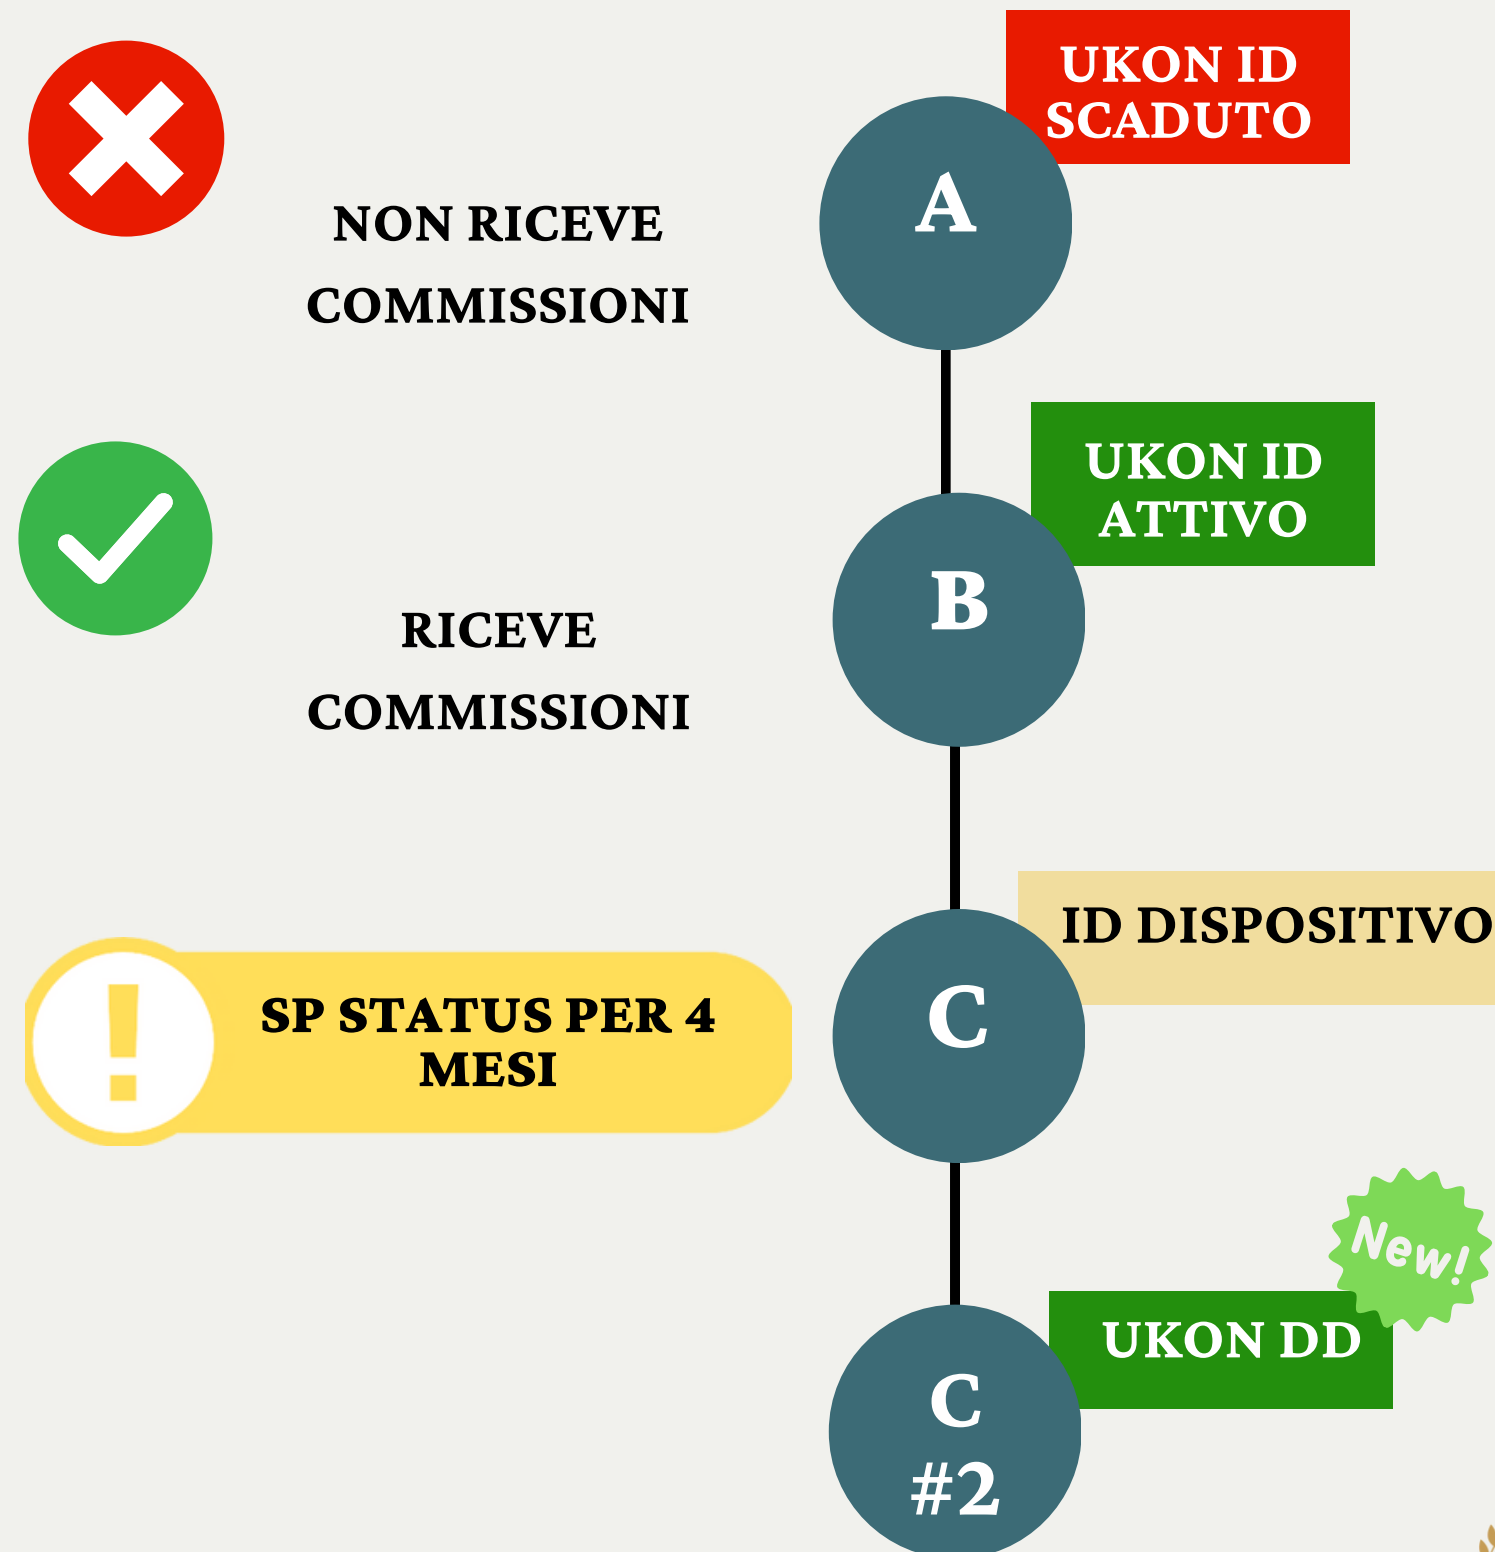 UKON ID
SCADUTO
A
NON RICEVE
COMMISSIONI
UKON ID
ATTIVO
B
RICEVE
COMMISSIONI
ID DISPOSITIVO
C
SP STATUS PER 4
MESI
New!
UKON DD
C
#2